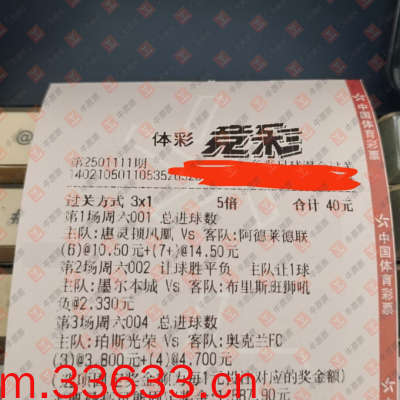 体彩 竞彩
第2501111期
过关方式 3x1 5倍 合计 40元
第1场周六001 总进球数
主队:惠灵顿凤凰 Vs 客队:阿德莱德联
(6)@10.50元+(7+)@14.50元
第2场周六002 让球胜平负 主队让1球
主队:墨尔本城 Vs 客队:布里斯班狮吼
负@2.330元
第3场周六004 总进球数
主队:珀斯光荣 Vs 客队:奥克兰FC
(3)@3.800元+(4)@4.700元
m.33633.cn
中国体育彩票
中国体育彩票